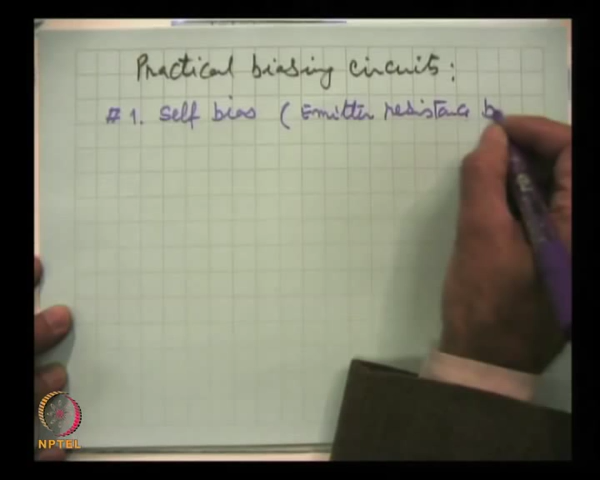 Practical biasing circuits:
# 1. Self bias ( Emitter resistance b
NPTEL